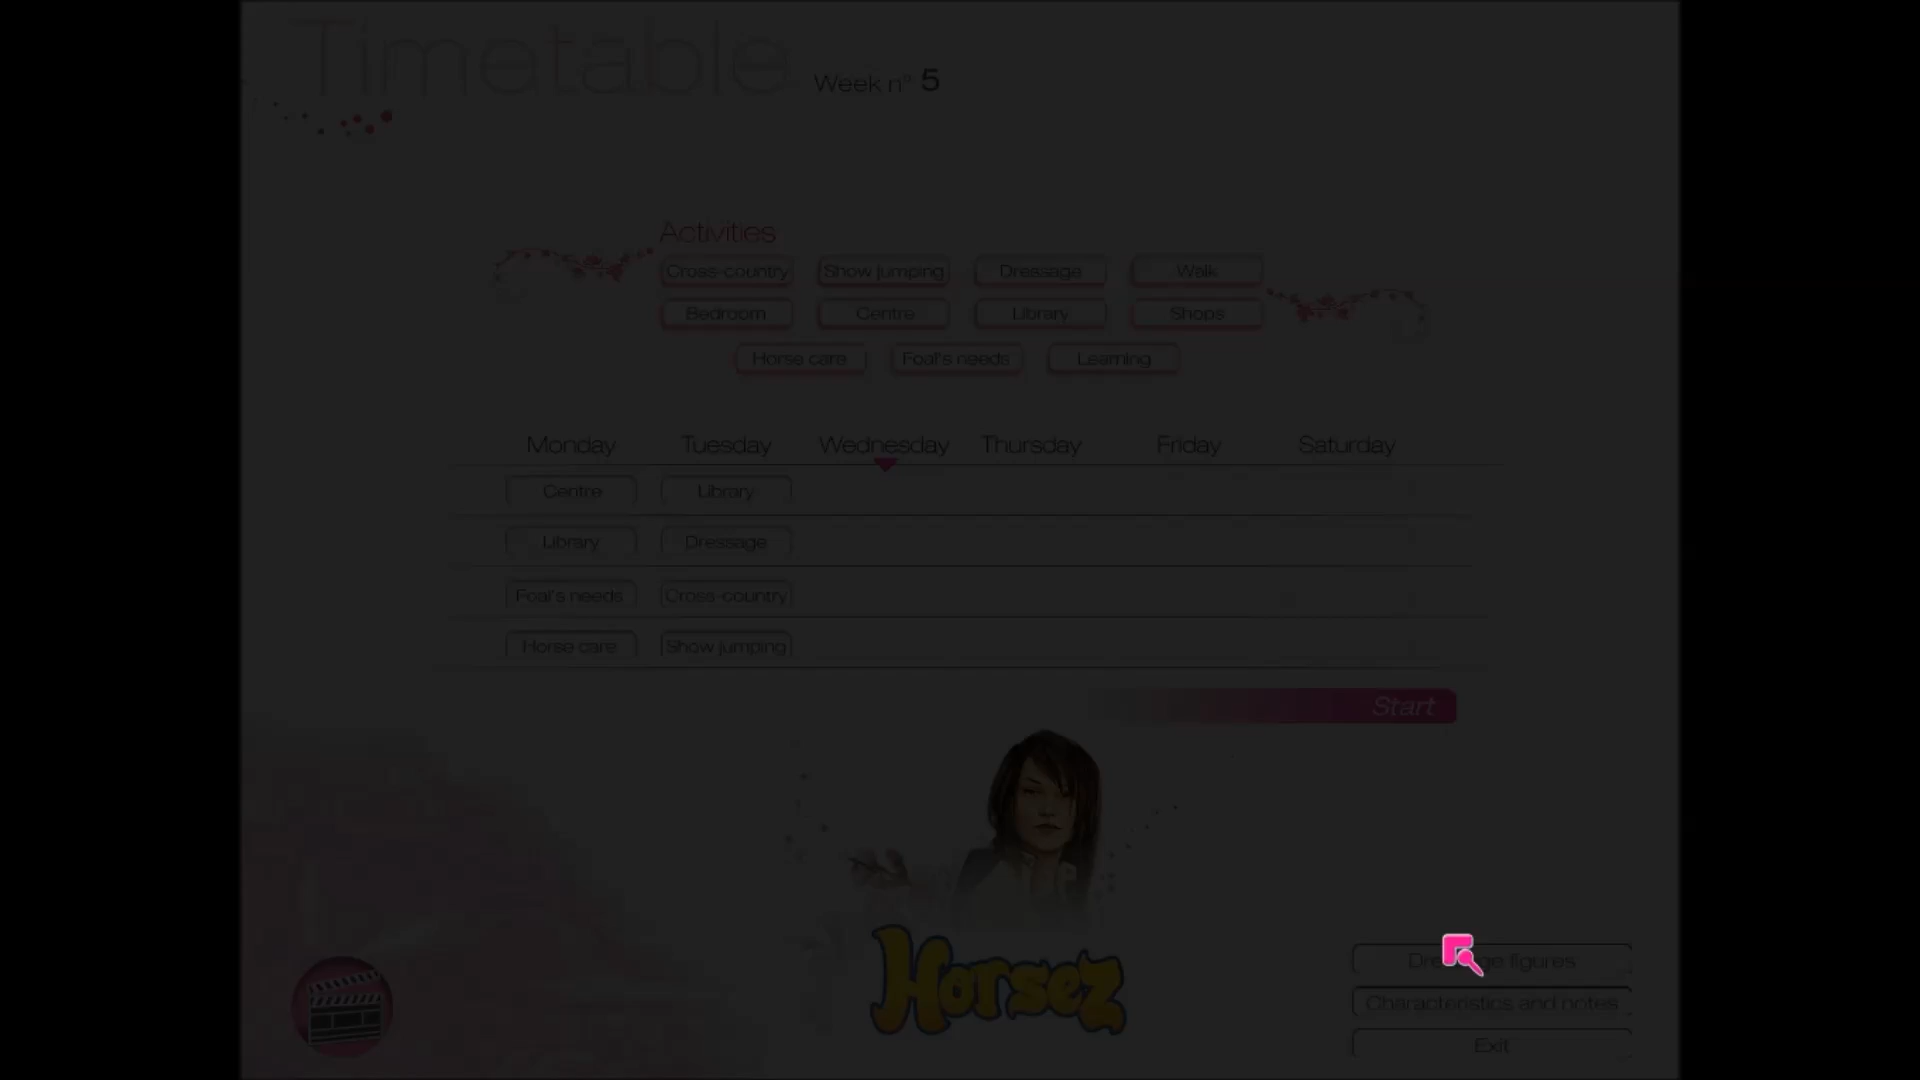 Timetable Week n° 5
Activities
Cross-country Show jumping Dressage Walk
Bedroom Centre Library Shops
Horse care Foal's needs Learning
Monday Tuesday Wednesday Thursday Friday Saturday
Centre Library
Library Dressage
Foal's needs Cross-country
Horse care Show jumping
Start
Horsez
Dressage figures
Characteristics and notes
Exit